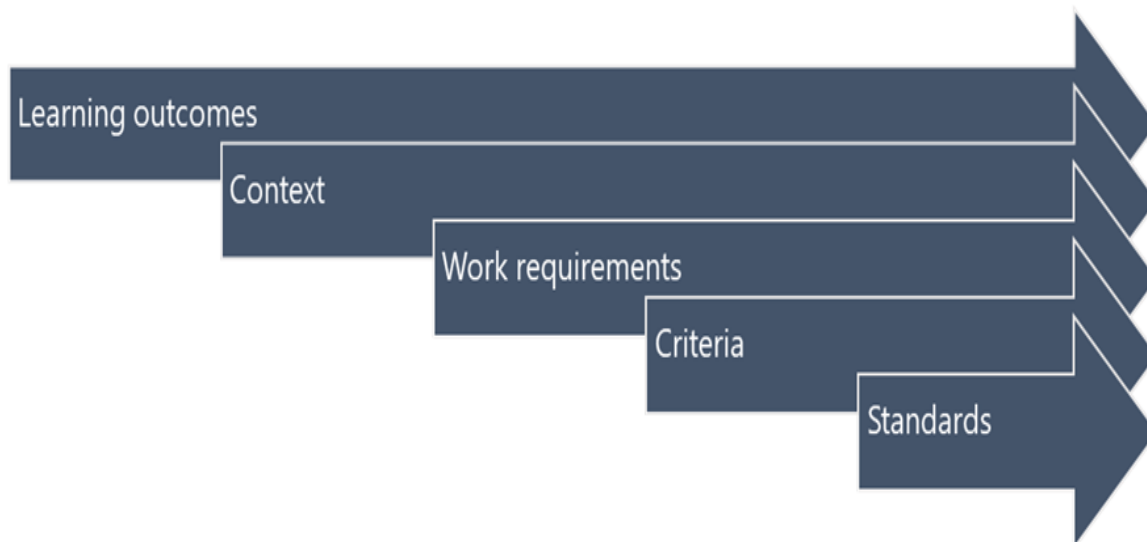 Learning outcomes
Context
Work requirements
Criteria
Standards